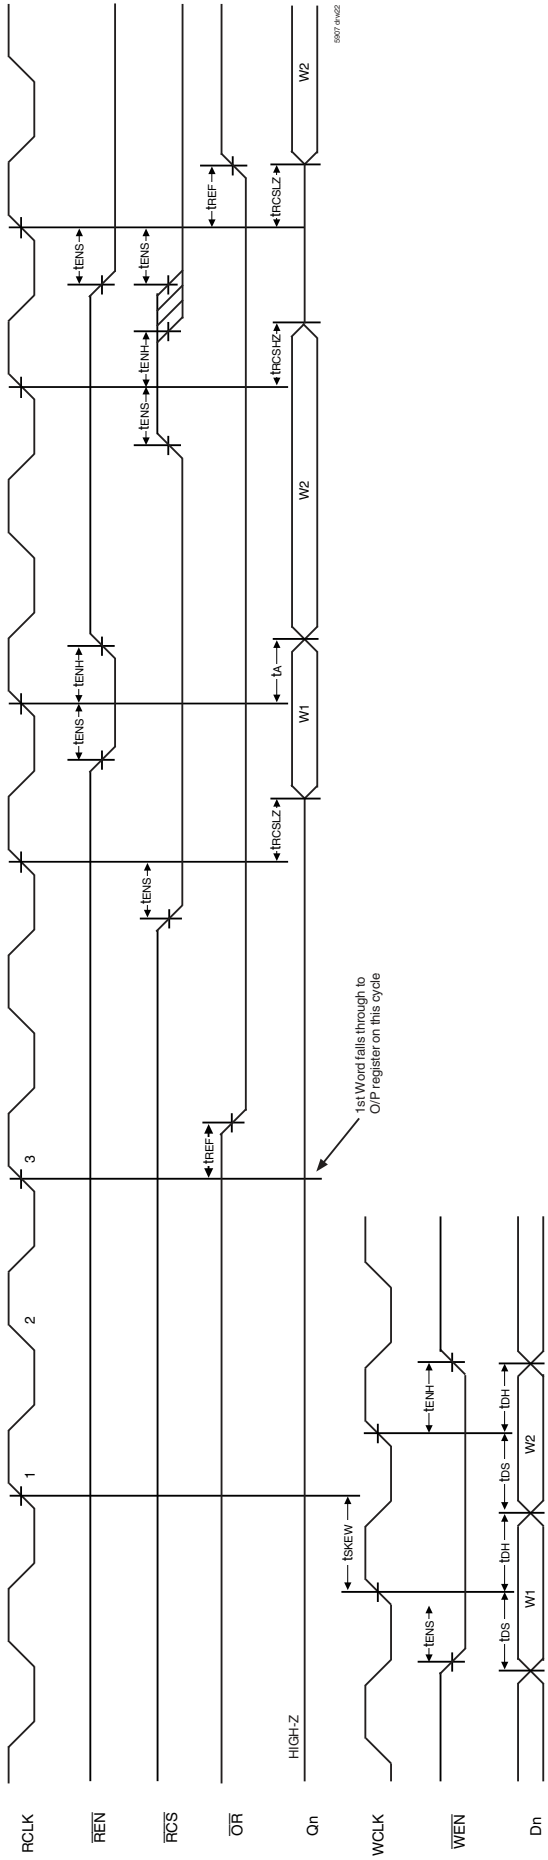 RCLK 1 2 3
REN tENS tENH tENS
RCS tENS tENS tENH tENS
OR tREF tREF
tRCSLZ tA tRCSHZ tRCSLZ
Qn HIGH-Z W1 W2 W2
5907 drw22
1st Word falls through to
O/P register on this cycle
tSKEW
WCLK
WEN tENS tENH
tDS tDH tDS tDH
Dn W1 W2